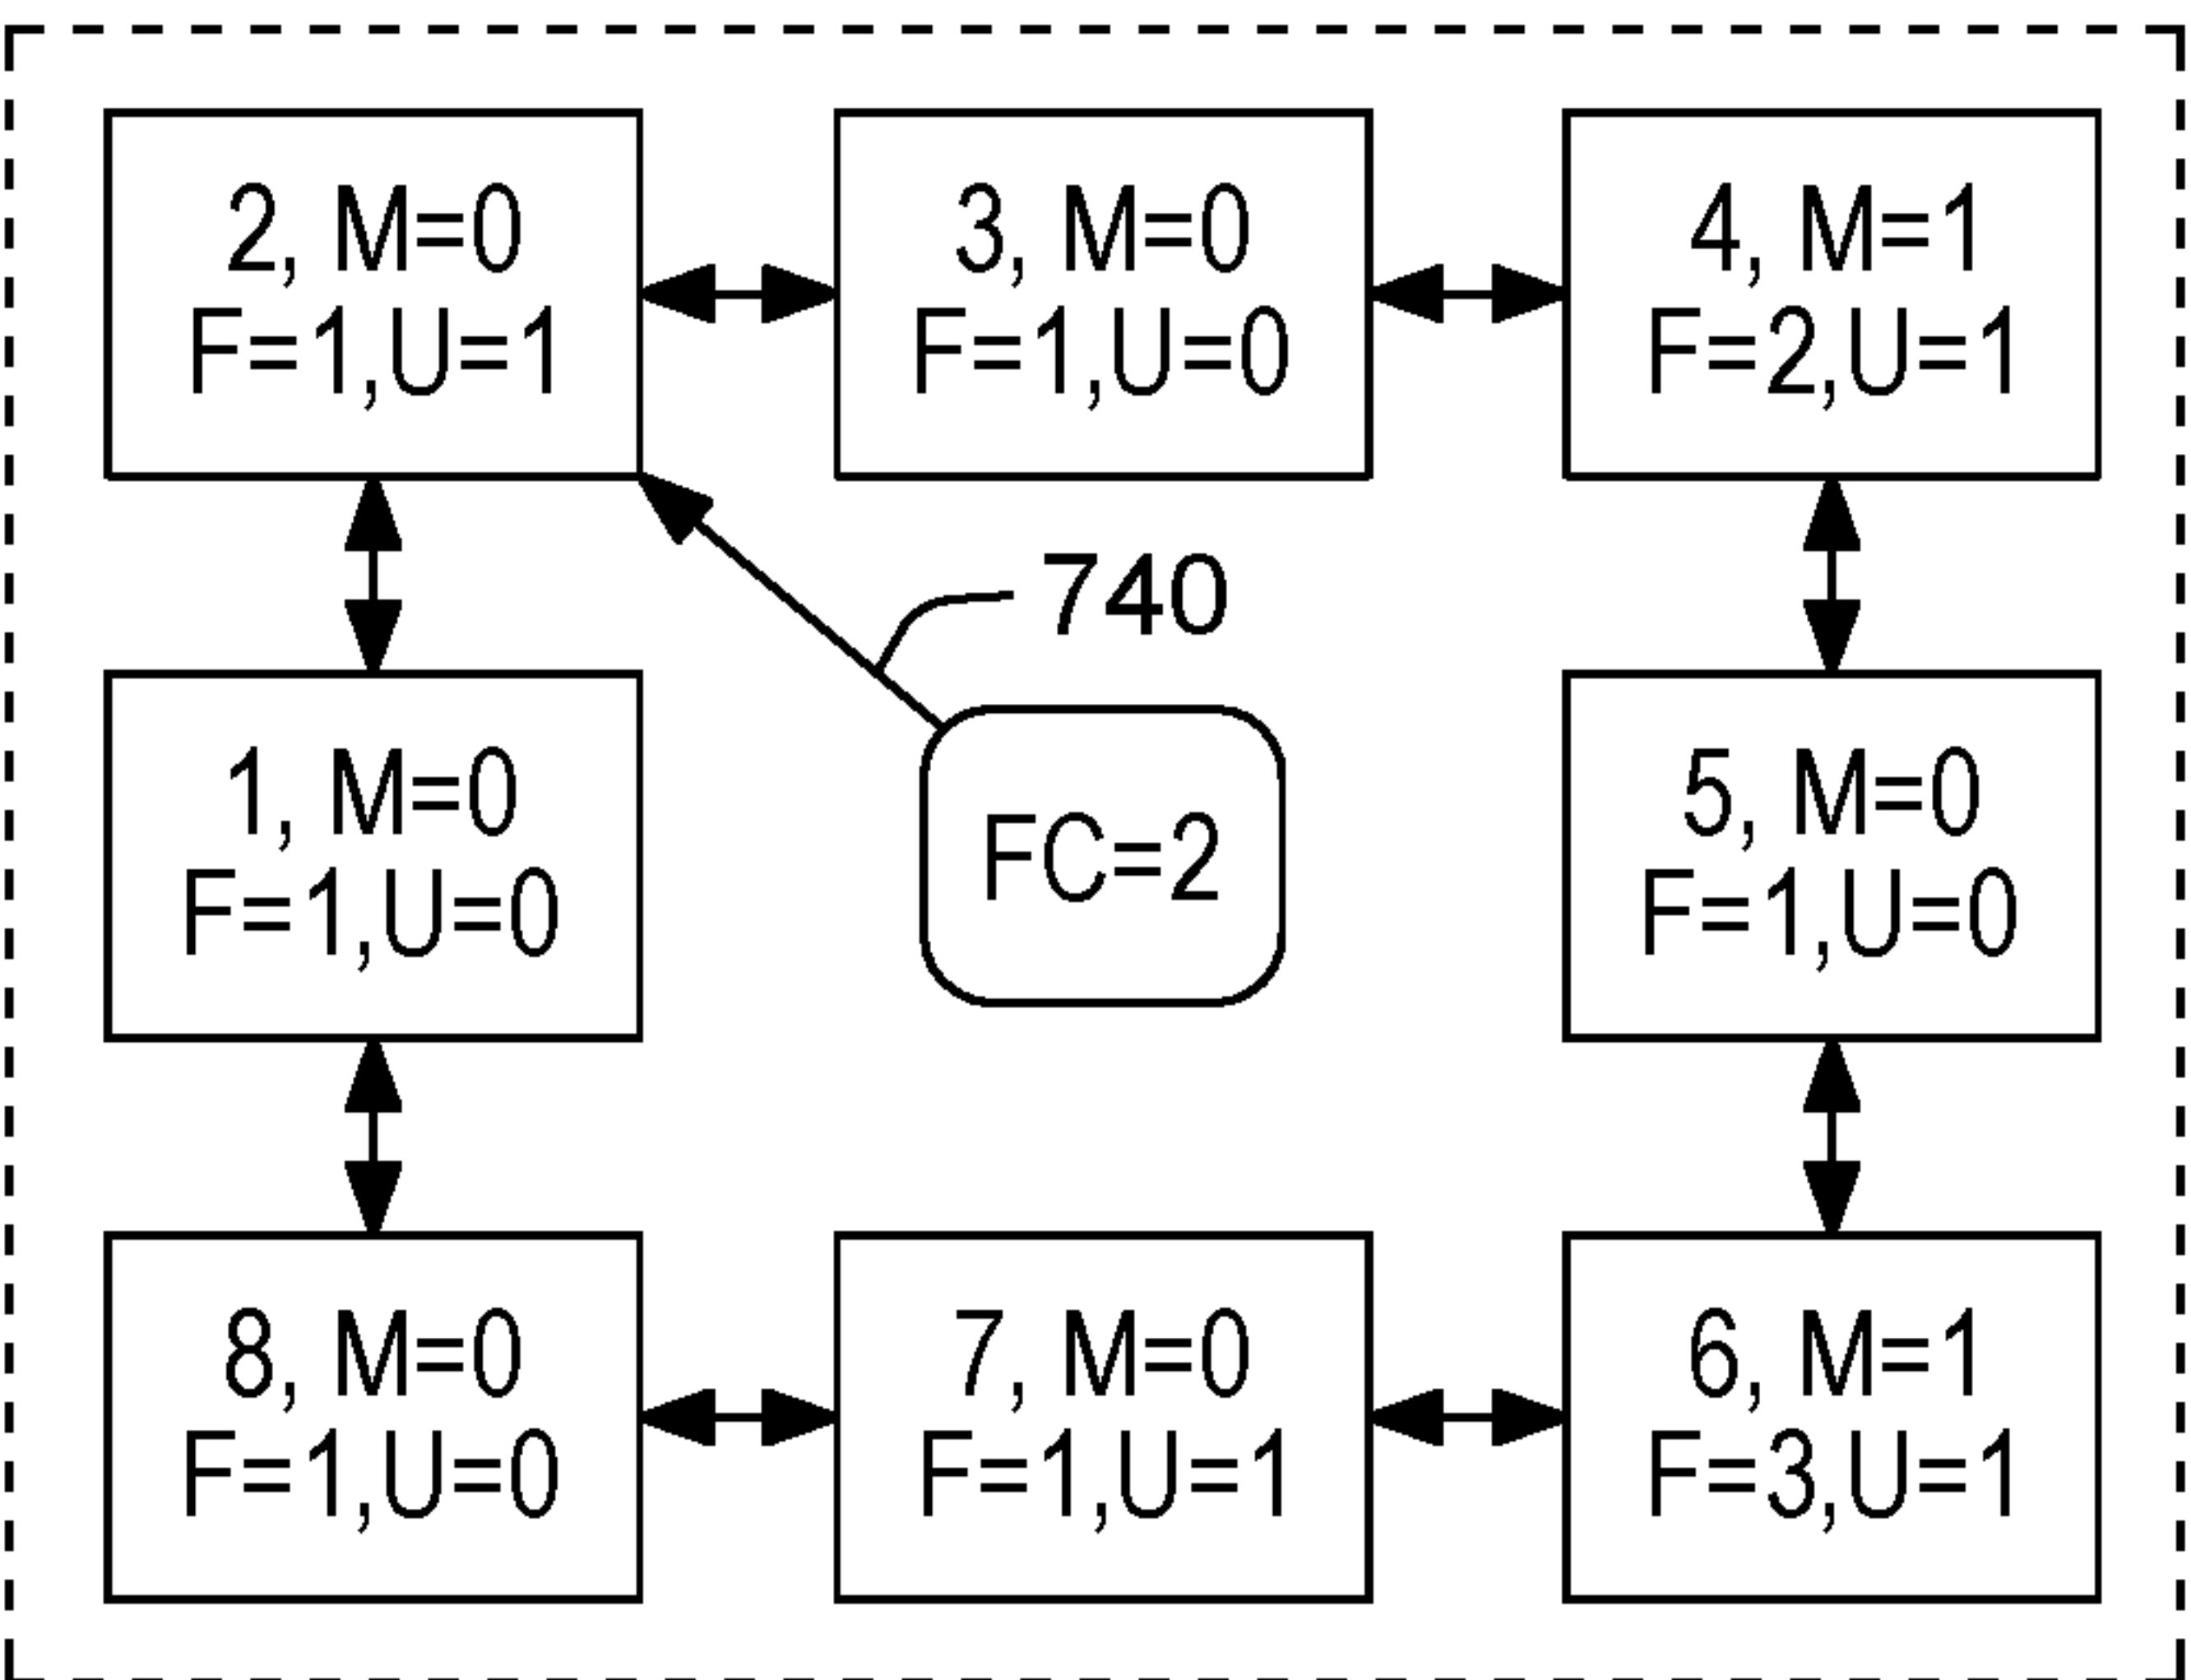 2, M=0
F=1,U=1
3, M=0
F=1,U=0
4, M=1
F=2,U=1
740
1, M=0
F=1,U=0
FC=2
5, M=0
F=1,U=0
8, M=0
F=1,U=0
7, M=0
F=1,U=1
6, M=1
F=3,U=1